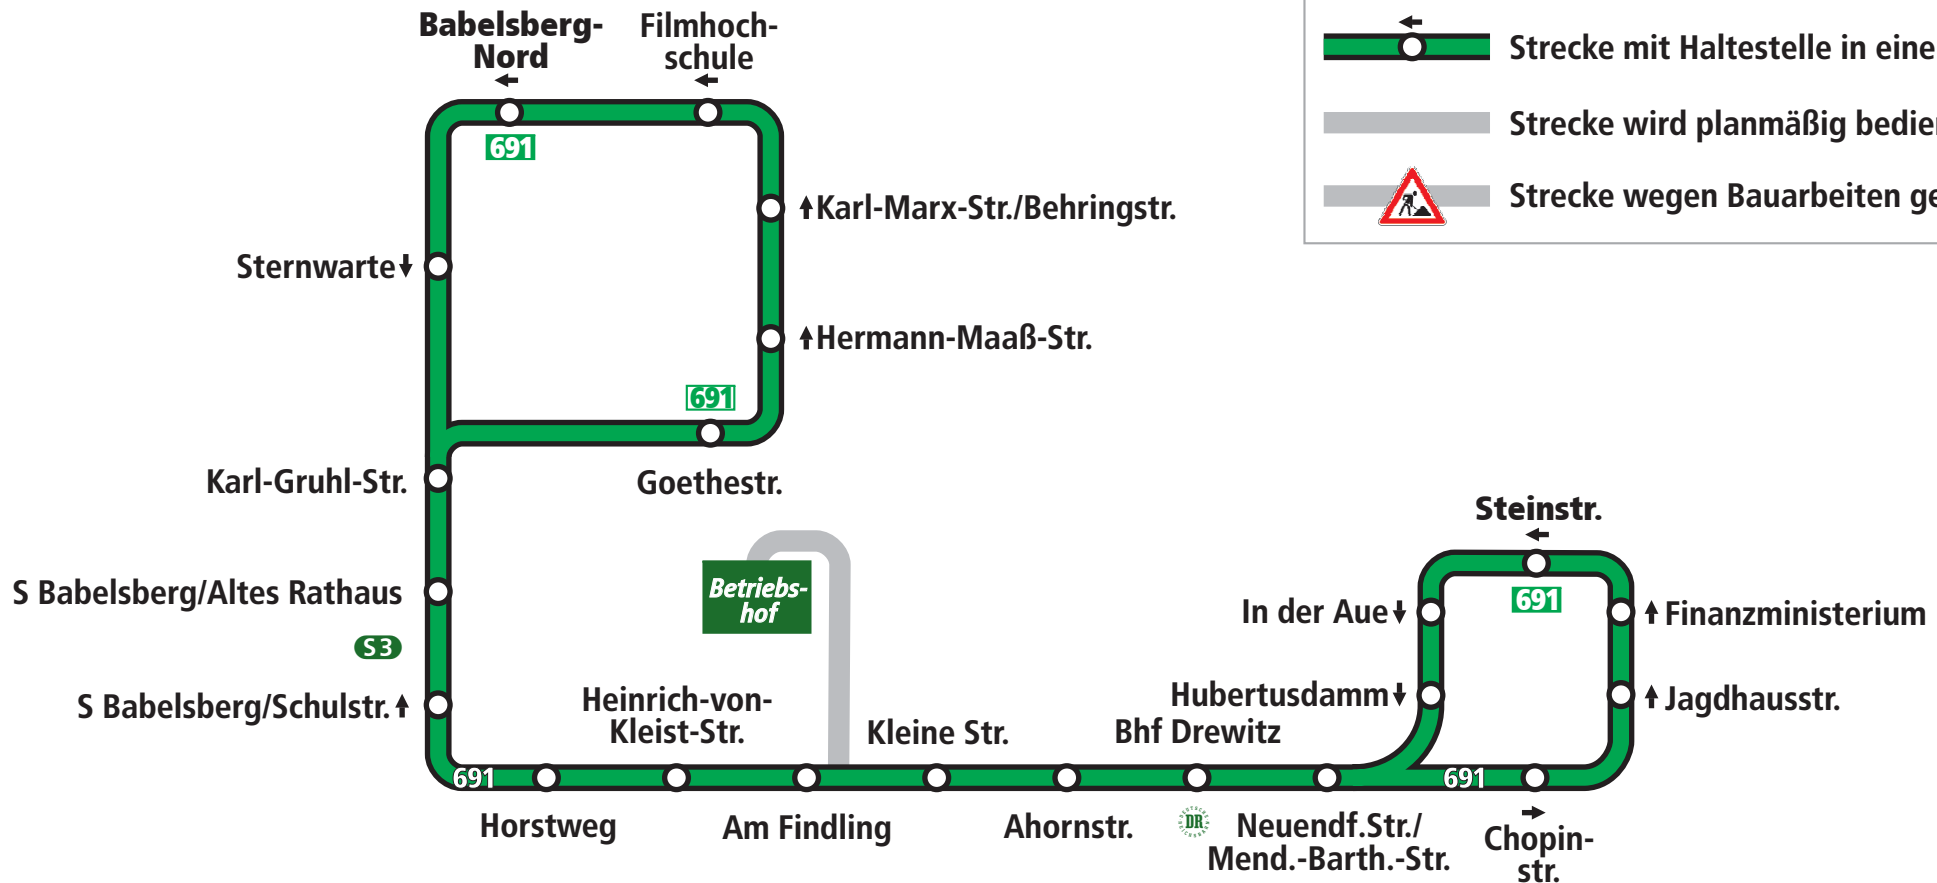 Babelsberg-
Nord
Filmhoch-
schule
Strecke mit Haltestelle in eine
Strecke wird planmäßig bedie
Strecke wegen Bauarbeiten ge
691
Karl-Marx-Str./Behringstr.
Sternwarte
Hermann-Maaß-Str.
691
Karl-Gruhl-Str.
Goethestr.
Steinstr.
S Babelsberg/Altes Rathaus
Betriebs-
hof
691
In der Aue
Finanzministerium
S 3
S Babelsberg/Schulstr.
Heinrich-von-
Kleist-Str.
Kleine Str.
Hubertusdamm
Bhf Drewitz
Jagdhausstr.
691
691
Horstweg
Am Findling
Ahornstr.
DR
Neuendf.Str./
Mend.-Barth.-Str.
Chopin-
str.